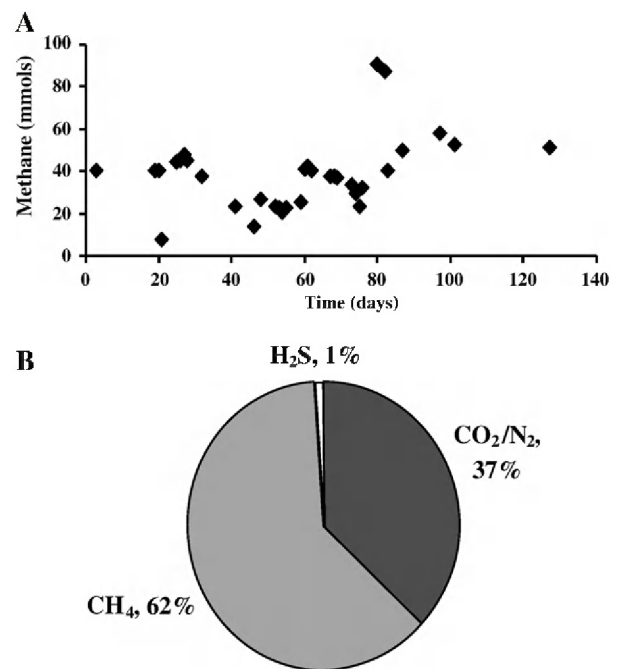 A
Methane (mmols)
100
80
60
40
20
0
0 20 40 60 80 100 120 140
Time (days)
B
H₂S, 1%
CO₂/N₂,
37%
CH₄, 62%